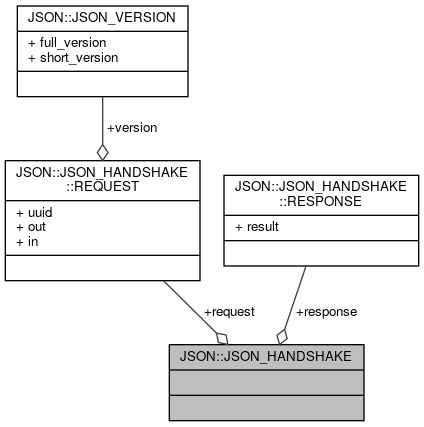 JSON::JSON_VERSION
+ full_version
+ short_version
+version
JSON::JSON_HANDSHAKE
::REQUEST
+ uuid
+ out
+ in
JSON::JSON_HANDSHAKE
::RESPONSE
+ result
+request
+response
JSON::JSON_HANDSHAKE